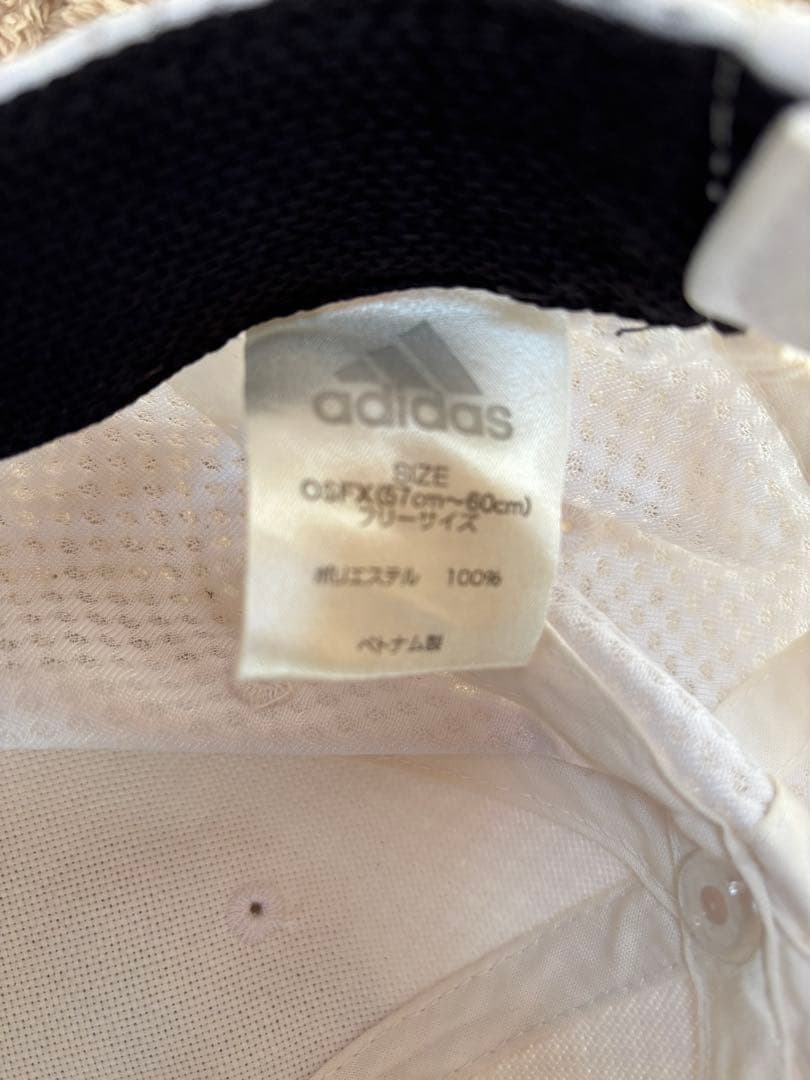 adidas
SIZE
OSFX(57cm～60cm)
フリーサイズ
ポリエステル 100%
ベトナム製